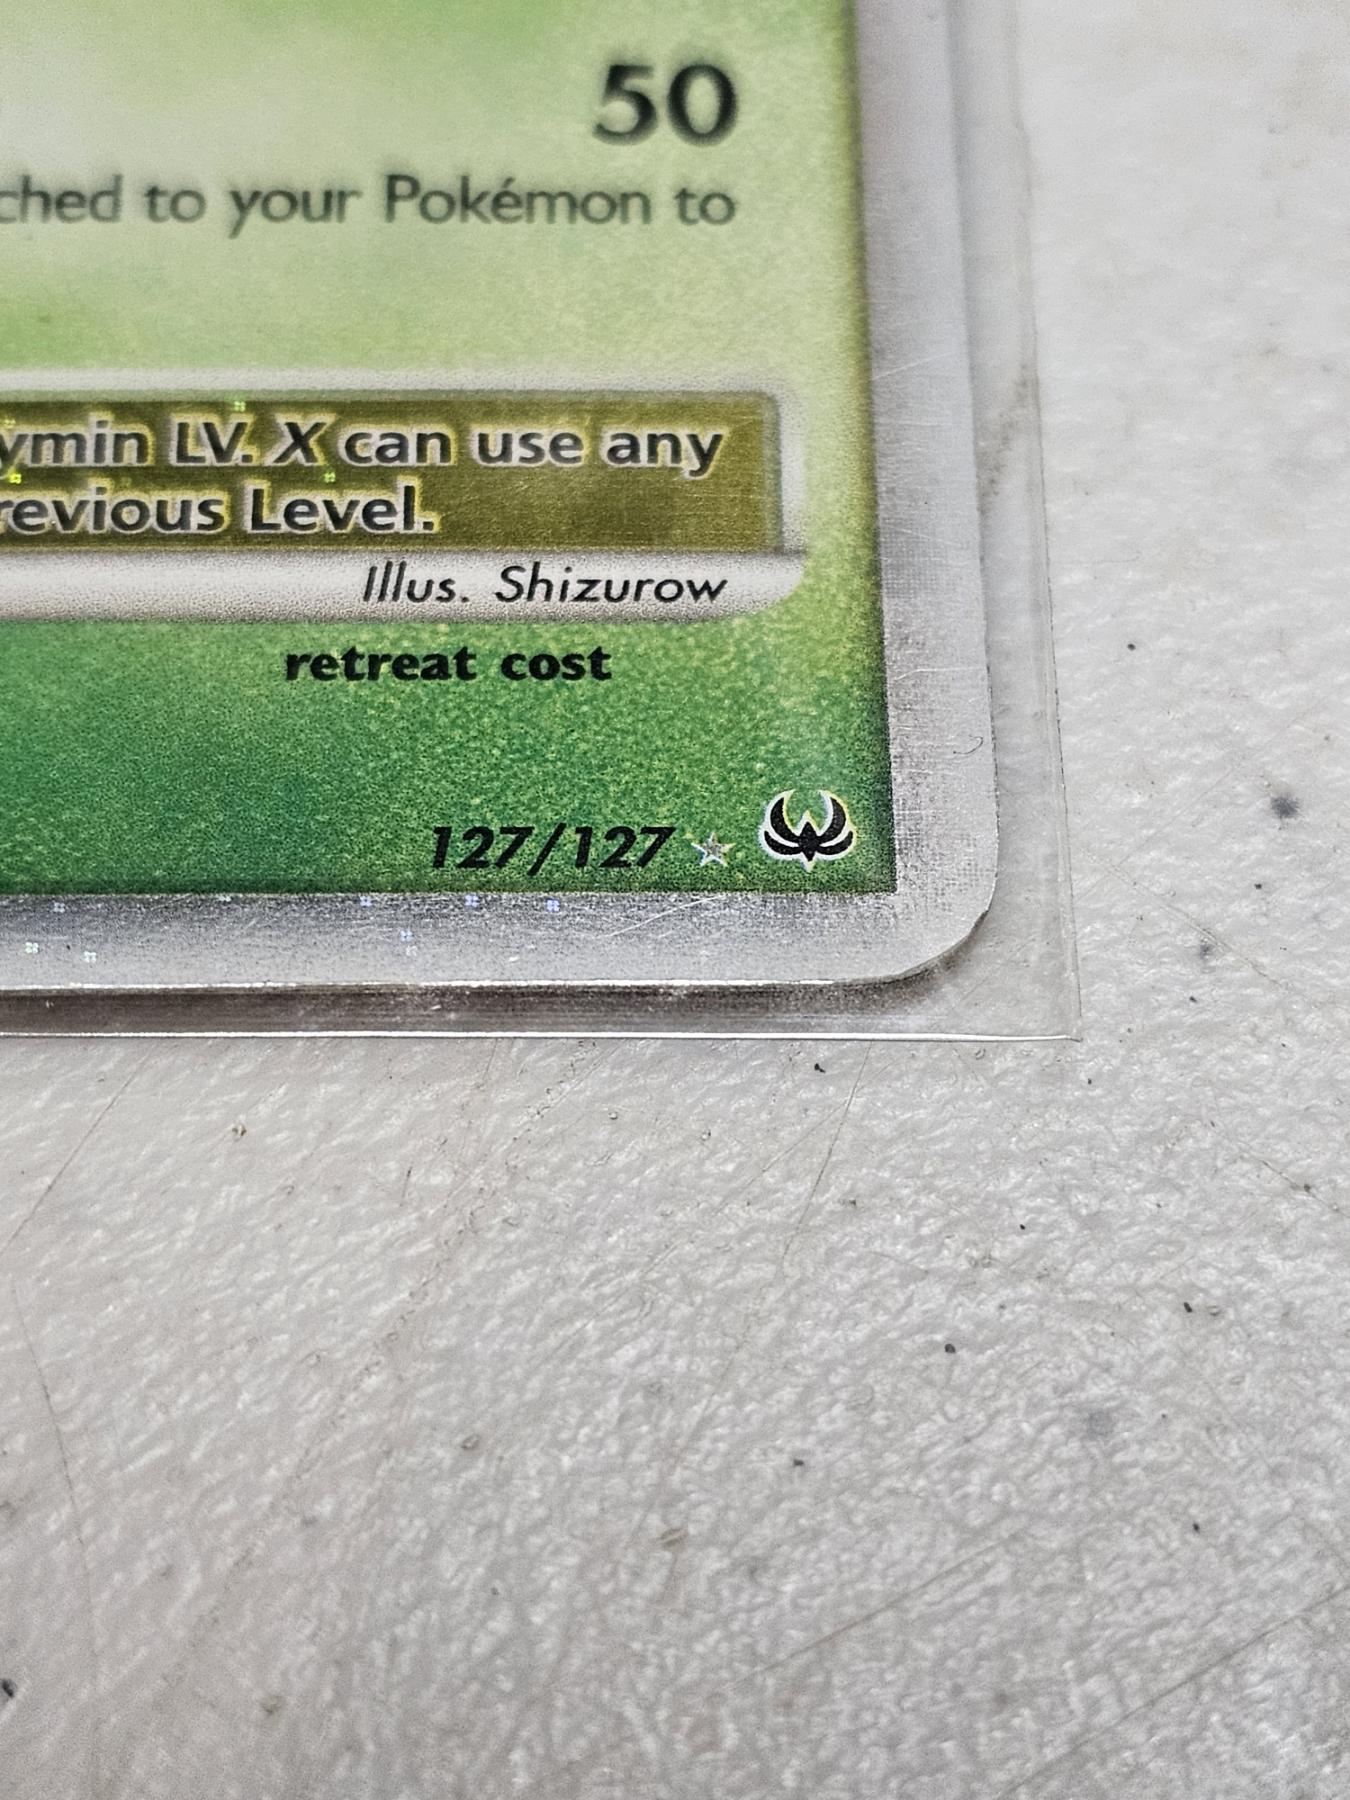 50
ched to your Pokémon to
ymin LV. X can use any
revious Level.
Illus. Shizurow
retreat cost
127/127